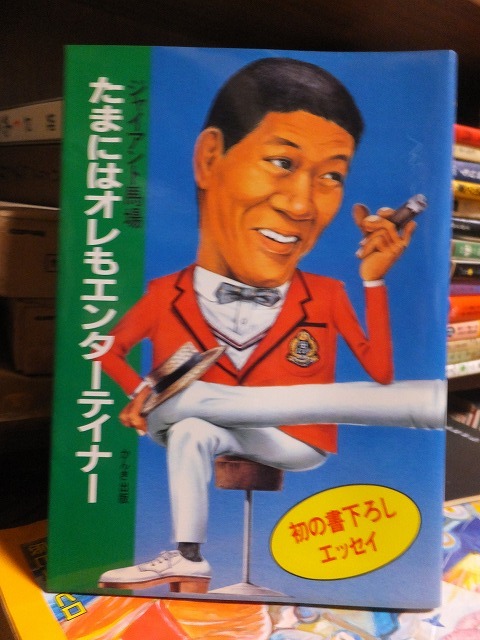 ジャイアント馬場
たまにはオレもエンターテイナー
かんき出版
初の書下ろし
エッセイ